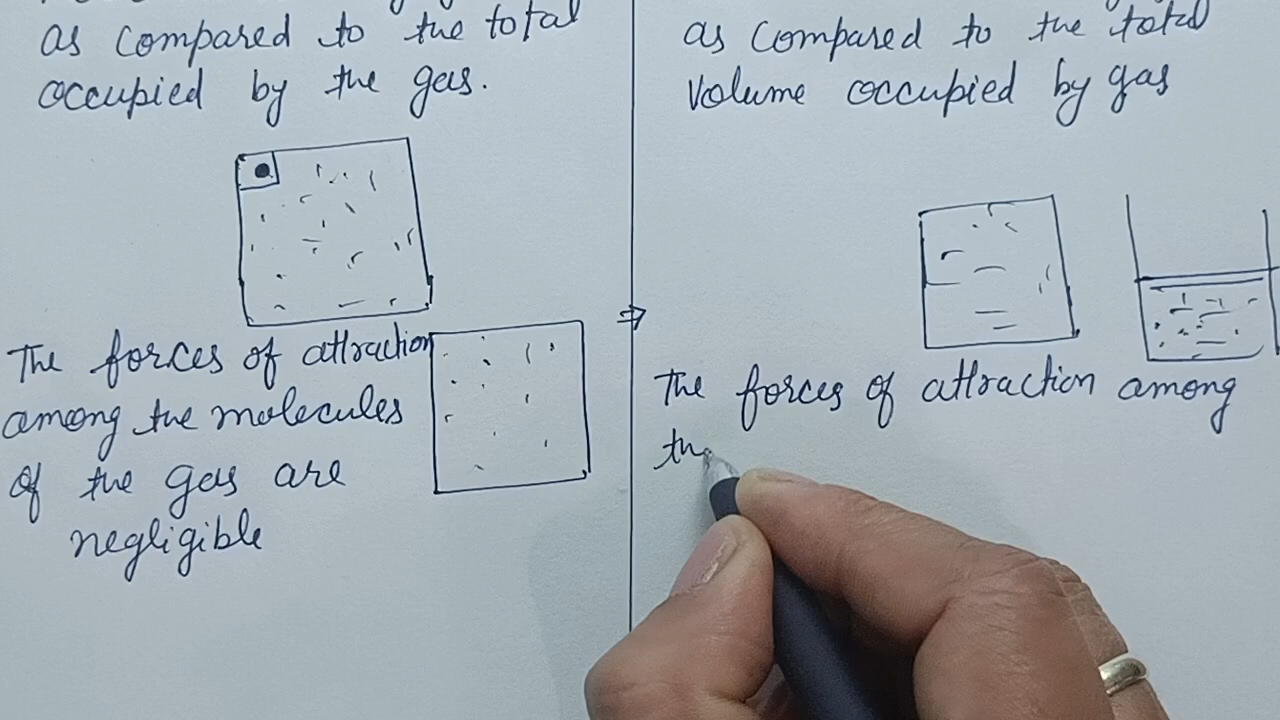 as compared to the total
occupied by the gas.
The forces of attraction
among the molecules
of the gas are
negligible
as compared to the total
volume occupied by gas
⇒
The forces of attraction among
the